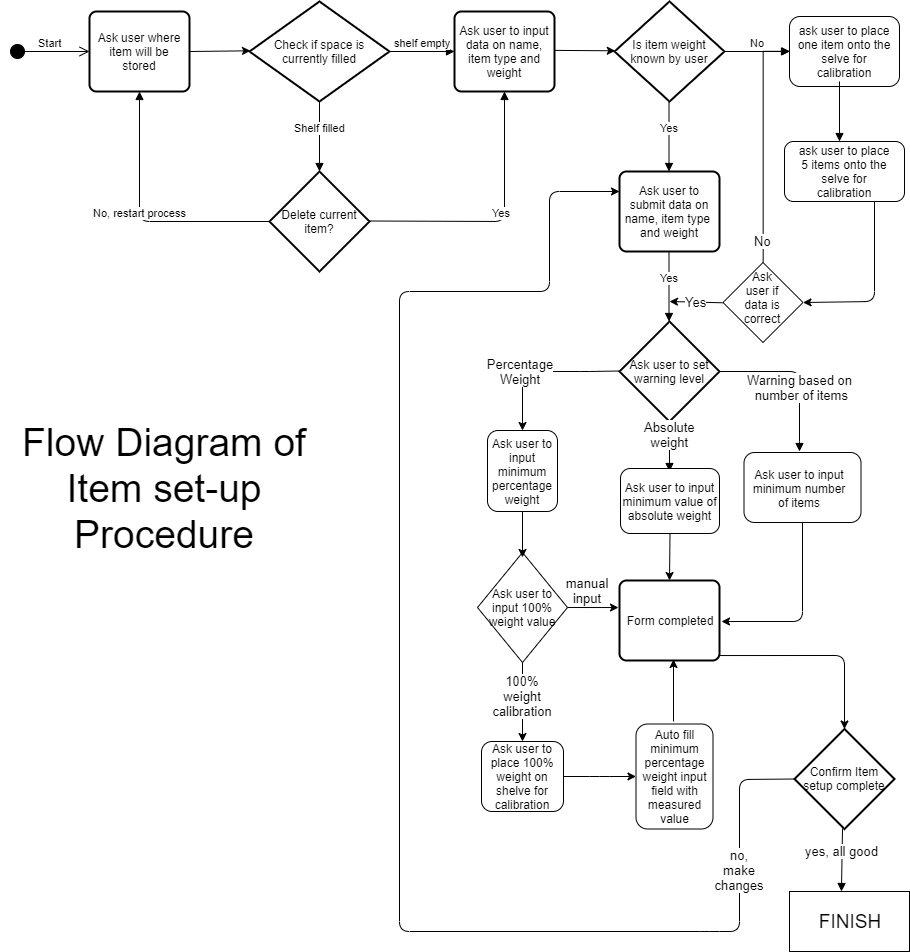 Start
Ask user where
item will be
stored
Check if space is
currently filled
shelf empty
Ask user to input
data on name,
item type and
weight
Is item weight
known by user
No
ask user to place
one item onto the
selve for
calibration
Shelf filled
Yes
ask user to place
5 items onto the
selve for
calibration
No, restart process
Delete current
item?
Yes
Ask user to
submit data on
name, item type
and weight
No
Yes
Ask
user if
data is
correct
Yes
Ask user to set
warning level
Percentage
Weight
Warning based on
number of items
Absolute
weight
Flow Diagram of
Item set-up
Procedure
Ask user to
input
minimum
percentage
weight
Ask user to input
minimum value of
absolute weight
Ask user to input
minimum number
of items
Ask user to
input 100%
weight value
manual
input
Form completed
100%
weight
calibration
Ask user to
place 100%
weight on
shelve for
calibration
Auto fill
minimum
percentage
weight input
field with
measured
value
Confirm Item
setup complete
no,
make
changes
yes, all good
FINISH